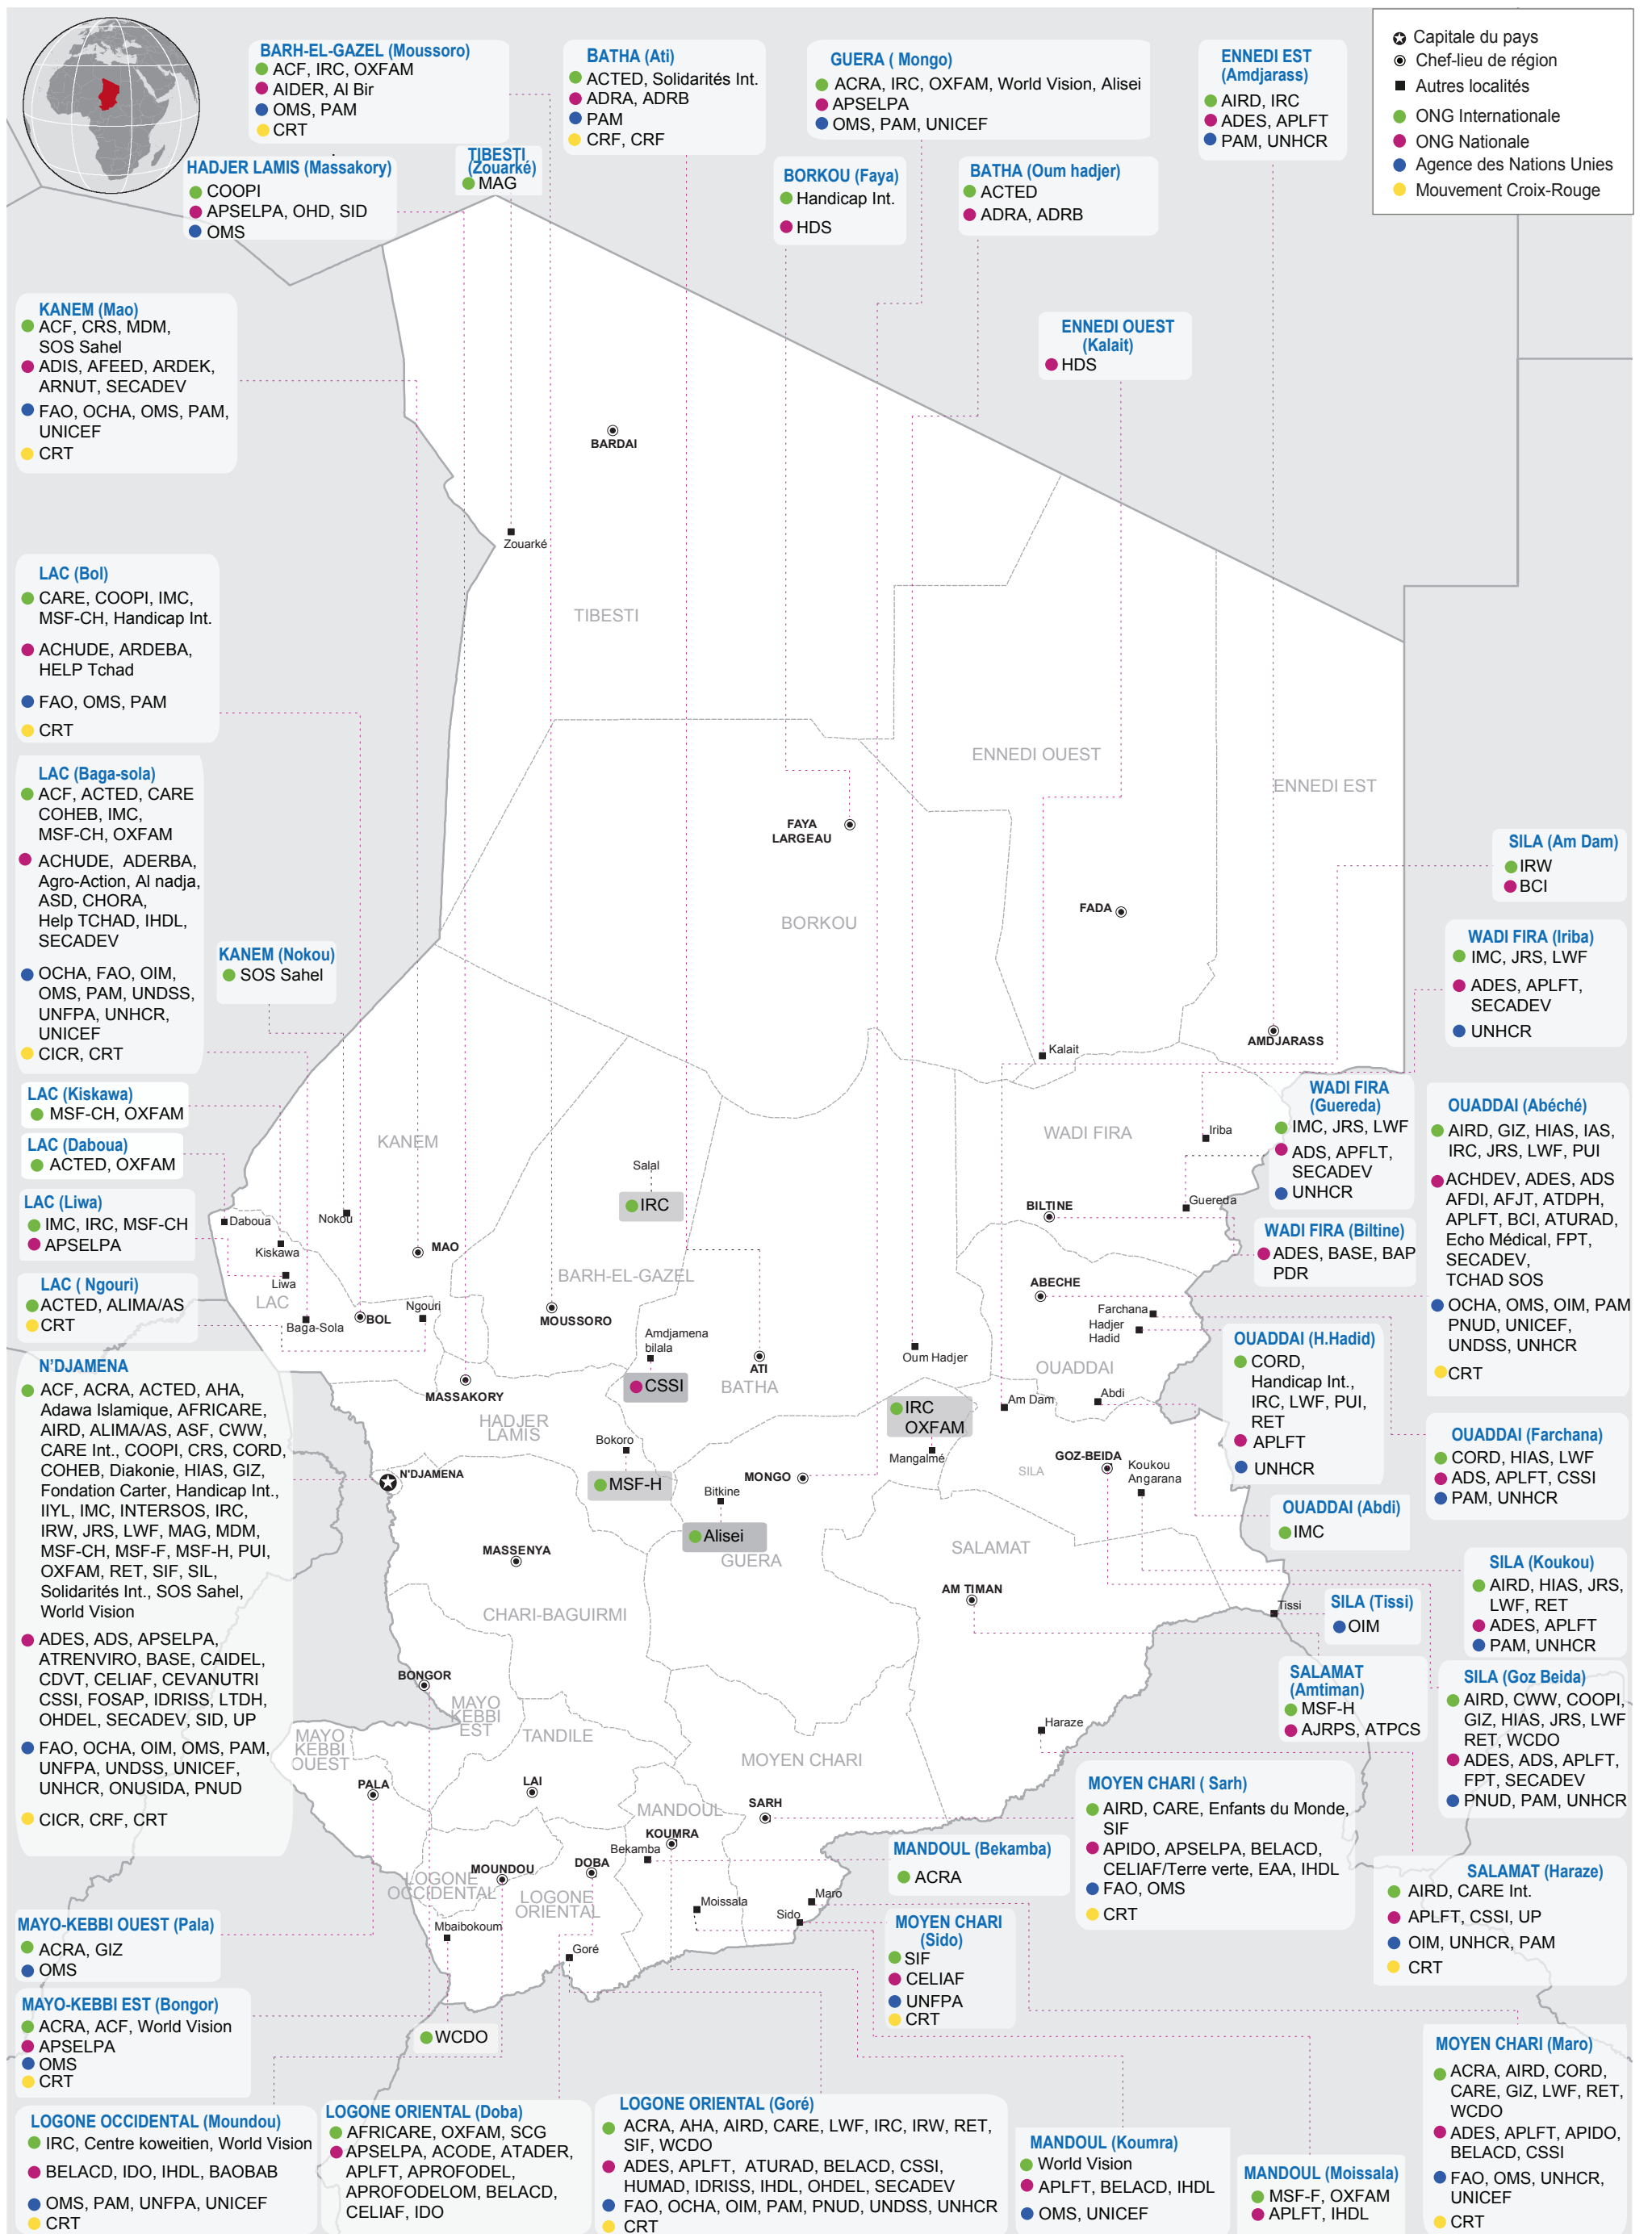 BARH-EL-GAZEL (Moussoro)
ACF, IRC, OXFAM
AIDER, Al Bir
OMS, PAM
CRT
BATHA (Ati)
ACTED, Solidarités Int.
ADRA, ADRB
PAM
CRF, CRF
GUERA ( Mongo)
ACRA, IRC, OXFAM, World Vision, Alisei
APSELPA
OMS, PAM, UNICEF
ENNEDI EST
(Amdjarass)
AIRD, IRC
ADES, APLFT
PAM, UNHCR
Capitale du pays
Chef-lieu de région
Autres localités
ONG Internationale
ONG Nationale
Agence des Nations Unies
Mouvement Croix-Rouge
HADJER LAMIS (Massakory)
COOPI
APSELPA, OHD, SID
OMS
TIBESTI
(Zouarké)
MAG
BORKOU (Faya)
Handicap Int.
HDS
BATHA (Oum hadjer)
ACTED
ADRA, ADRB
KANEM (Mao)
ACF, CRS, MDM,
SOS Sahel
ADIS, AFEED, ARDEK,
ARNUT, SECADEV
FAO, OCHA, OMS, PAM,
UNICEF
CRT
ENNEDI OUEST
(Kalait)
HDS
BARDAI
Zouarké
TIBESTI
LAC (Bol)
CARE, COOPI, IMC,
MSF-CH, Handicap Int.
ACHUDE, ARDEBA,
HELP Tchad
FAO, OMS, PAM
CRT
LAC (Baga-sola)
ACF, ACTED, CARE
COHEB, IMC,
MSF-CH, OXFAM
ACHUDE, ADERBA,
Agro-Action, Al nadja,
ASD, CHORA,
Help TCHAD, IHDL,
SECADEV
OCHA, FAO, OIM,
OMS, PAM, UNDSS,
UNFPA, UNHCR,
UNICEF
CICR, CRT
KANEM (Nokou)
SOS Sahel
ENNEDI OUEST
ENNEDI EST
FAYA
LARGEAU
BORKOU
FADA
SILA (Am Dam)
IRW
BCI
WADI FIRA (Iriba)
IMC, JRS, LWF
ADES, APLFT,
SECADEV
UNHCR
AMDJARASS
Kalait
LAC (Kiskawa)
MSF-CH, OXFAM
LAC (Daboua)
ACTED, OXFAM
LAC (Liwa)
IMC, IRC, MSF-CH
APSELPA
LAC ( Ngouri)
ACTED, ALIMA/AS
CRT
KANEM
Salal
IRC
WADI FIRA
Iriba
WADI FIRA
(Guereda)
IMC, JRS, LWF
ADS, APFLT,
SECADEV
UNHCR
OUADDAI (Abéché)
AIRD, GIZ, HIAS, IAS,
IRC, JRS, LWF, PUI
ACHDEV, ADES, ADS
AFDI, AFJT, ATDPH,
APLFT, BCI, ATURAD,
Echo Médical, FPT,
SECADEV,
TCHAD SOS
OCHA, OMS, OIM, PAM
PNUD, UNICEF,
UNDSS, UNHCR
CRT
Guereda
BILTINE
WADI FIRA (Biltine)
ADES, BASE, BAP
PDR
Daboua
Nokou
Kiskawa
MAO
Liwa
LAC
Baga-Sola
BOL
Ngouri
BARH-EL-GAZEL
MOUSSORO
ABECHE
Farchana
Hadjer
Hadid
Amdjamena
bilala
CSSI
ATI
BATHA
Oum Hadjer
OUADDAI
MASSAKORY
HADJER
LAMIS
Abdi
Am Dam
IRC
OXFAM
Mangalmé
OUADDAI (H.Hadid)
CORD,
Handicap Int.,
IRC, LWF, PUI,
RET
APLFT
UNHCR
OUADDAI (Farchana)
CORD, HIAS, LWF
ADS, APLFT, CSSI
PAM, UNHCR
N'DJAMENA
ACF, ACRA, ACTED, AHA,
Adawa Islamique, AFRICARE,
AIRD, ALIMA/AS, ASF, CWW,
CARE Int., COOPI, CRS, CORD,
COHEB, Diakonie, HIAS, GIZ,
Fondation Carter, Handicap Int.,
IIYL, IMC, INTERSOS, IRC,
IRW, JRS, LWF, MAG, MDM,
MSF-CH, MSF-F, MSF-H, PUI,
OXFAM, RET, SIF, SIL,
Solidarités Int., SOS Sahel,
World Vision
ADES, ADS, APSELPA,
ATRENVIRO, BASE, CAIDEL,
CDVT, CELIAF, CEVANUTRI
CSSI, FOSAP, IDRISS, LTDH,
OHDEL, SECADEV, SID, UP
FAO, OCHA, OIM, OMS, PAM,
UNFPA, UNDSS, UNICEF,
UNHCR, ONUSIDA, PNUD
CICR, CRF, CRT
N'DJAMENA
Bokoro
MSF-H
MONGO
Bitkine
Alisei
GUERA
GOZ-BEIDA
SILA
Koukou
Angarana
OUADDAI (Abdi)
IMC
MASSENYA
CHARI-BAGUIRMI
SALAMAT
AM TIMAN
Tissi
SILA (Tissi)
OIM
SILA (Koukou)
AIRD, HIAS, JRS,
LWF, RET
ADES, APLFT
PAM, UNHCR
SALAMAT
(Amtiman)
MSF-H
AJRPS, ATPCS
SILA (Goz Beida)
AIRD, CWW, COOPI,
GIZ, HIAS, JRS, LWF
RET, WCDO
ADES, ADS, APLFT,
FPT, SECADEV
PNUD, PAM, UNHCR
BONGOR
MAYO
KEBBI
EST
MAYO
KEBBI
OUEST
TANDILE
Haraze
MOYEN CHARI
PALA
LAI
MANDOUL
SARH
KOUMRA
Bekamba
DOBA
MOUNDOU
LOGONE
OCCIDENTAL
LOGONE
ORIENTAL
Moissala
Maro
Sido
Mbaibokoum
Goré
MOYEN CHARI ( Sarh)
AIRD, CARE, Enfants du Monde,
SIF
APIDO, APSELPA, BELACD,
CELIAF/Terre verte, EAA, IHDL
FAO, OMS
CRT
MANDOUL (Bekamba)
ACRA
SALAMAT (Haraze)
AIRD, CARE Int.
APLFT, CSSI, UP
OIM, UNHCR, PAM
CRT
MOYEN CHARI
(Sido)
SIF
CELIAF
UNFPA
CRT
MAYO-KEBBI OUEST (Pala)
ACRA, GIZ
OMS
MAYO-KEBBI EST (Bongor)
ACRA, ACF, World Vision
APSELPA
OMS
CRT
WCDO
MOYEN CHARI (Maro)
ACRA, AIRD, CORD,
CARE, GIZ, LWF, RET,
WCDO
ADES, APLFT, APIDO,
BELACD, CSSI
FAO, OMS, UNHCR,
UNICEF
CRT
LOGONE OCCIDENTAL (Moundou)
IRC, Centre koweitien, World Vision
BELACD, IDO, IHDL, BAOBAB
OMS, PAM, UNFPA, UNICEF
CRT
LOGONE ORIENTAL (Doba)
AFRICARE, OXFAM, SCG
APSELPA, ACODE, ATADER,
APLFT, APROFODEL,
APROFODELOM, BELACD,
CELIAF, IDO
LOGONE ORIENTAL (Goré)
ACRA, AHA, AIRD, CARE, LWF, IRC, IRW, RET,
SIF, WCDO
ADES, APLFT, ATURAD, BELACD, CSSI,
HUMAD, IDRISS, IHDL, OHDEL, SECADEV
FAO, OCHA, OIM, PAM, PNUD, UNDSS, UNHCR
CRT
MANDOUL (Koumra)
World Vision
APLFT, BELACD, IHDL
OMS, UNICEF
MANDOUL (Moissala)
MSF-F, OXFAM
APLFT, IHDL